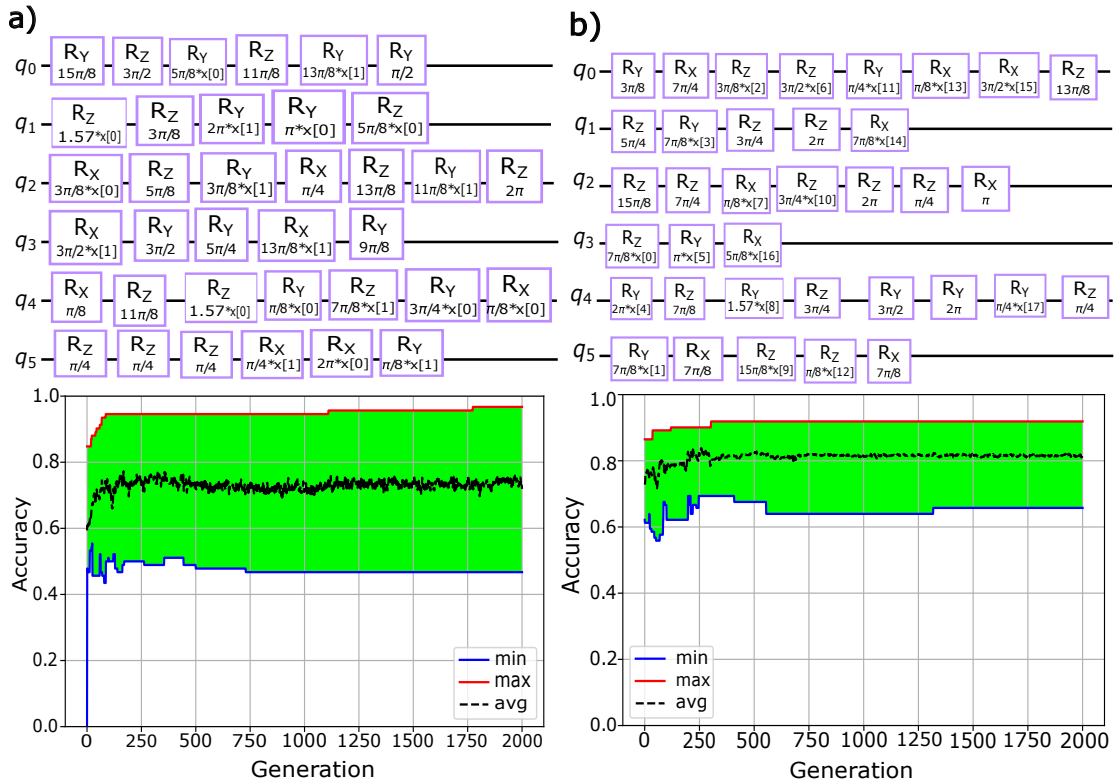 a)
q0 RY 15π/8 RZ 3π/2 RY 5π/8*x[0] RZ 11π/8 RY 13π/8*x[1] RY π/2
q1 RZ 1.57*x[0] RZ 3π/8 RY 2π*x[1] RY π*x[0] RZ 5π/8*x[0]
q2 RX 3π/8*x[0] RZ 5π/8 RY 3π/8*x[1] RX π/4 RZ 13π/8 RY 11π/8*x[1] RZ 2π
q3 RX 3π/2*x[1] RY 3π/2 RY 5π/4 RX 13π/8*x[1] RY 9π/8
q4 RX π/8 RZ 11π/8 RZ 1.57*x[0] RY π/8*x[0] RZ 7π/8*x[1] RY 3π/4*x[0] RX π/8*x[0]
q5 RZ π/4 RZ π/4 RZ π/4 RX π/4*x[1] RX 2π*x[0] RY π/8*x[1]
1.0
0.8
0.6
0.4
0.2
0.0
Accuracy
min
max
avg
0 250 500 750 1000 1250 1500 1750 2000
Generation
b)
q0 RY 3π/8 RX 7π/4 RZ 3π/8*x[2] RZ 3π/2*x[6] RY π/4*x[11] RX π/8*x[13] RX 3π/2*x[15] RZ 13π/8
q1 RZ 5π/4 RY 7π/8*x[3] RZ 3π/4 RZ 2π RX 7π/8*x[14]
q2 RZ 15π/8 RZ 7π/4 RX π/8*x[7] RZ 3π/4*x[10] RZ 2π RZ π/4 RX π
q3 RZ 7π/8*x[0] RY π*x[5] RX 5π/8*x[16]
q4 RY 2π*x[4] RZ 7π/8 RY 1.57*x[8] RZ 3π/4 RY 3π/2 RY 2π RY π/4*x[17] RZ π/4
q5 RY 7π/8*x[1] RX 7π/8 RZ 15π/8*x[9] RZ π/8*x[12] RX 7π/8
1.0
0.8
0.6
0.4
0.2
0.0
Accuracy
min
max
avg
0 250 500 750 1000 1250 1500 1750 2000
Generation